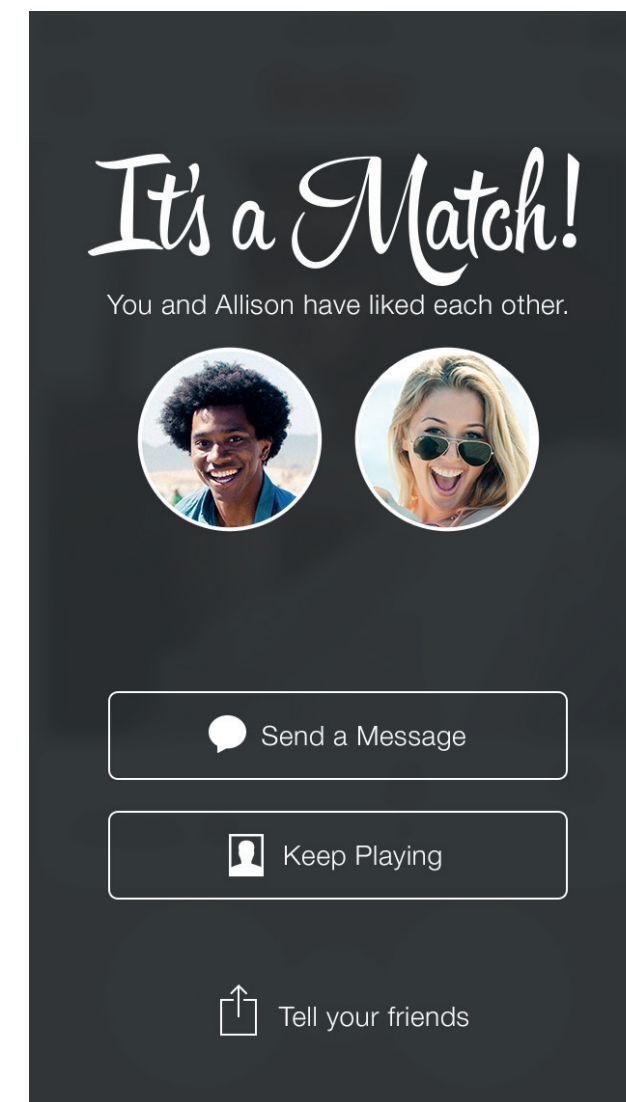 It's a Match!
You and Allison have liked each other.
Send a Message
Keep Playing
Tell your friends